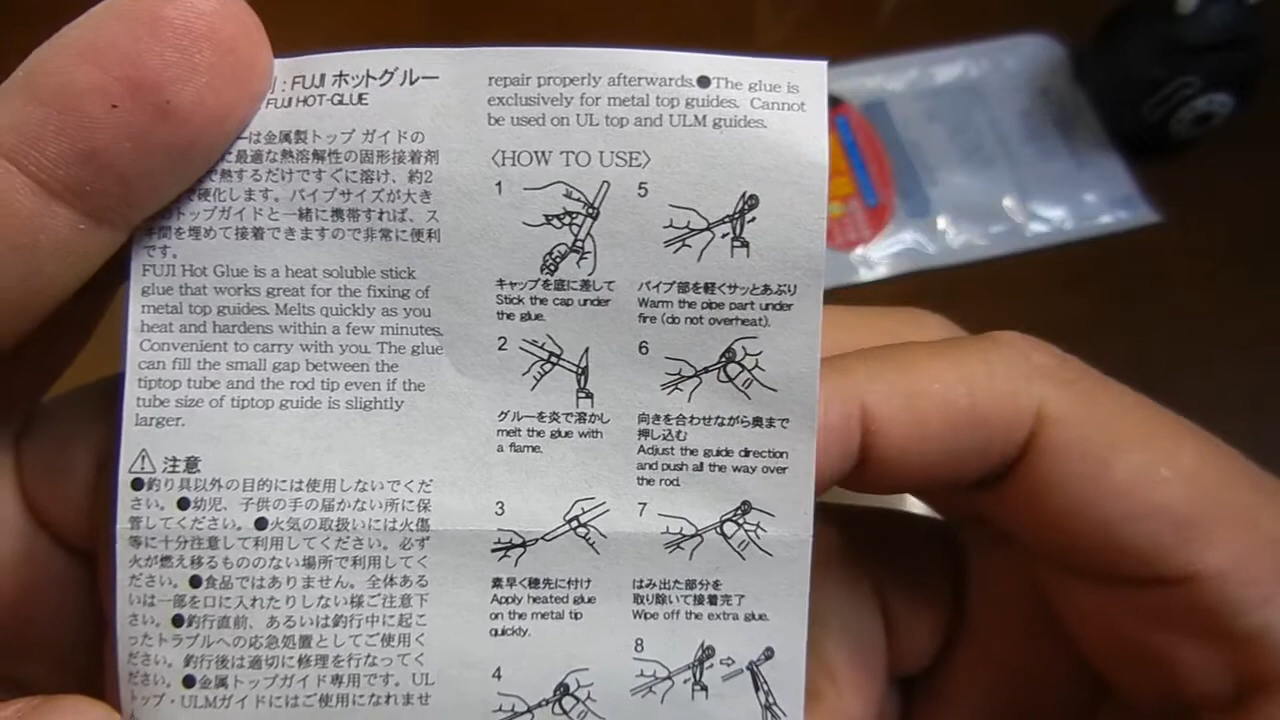 : FUJI ホットグルー
FUJI HOT-GLUE
は金属製トップ ガイドの
最適な熱溶解性の固形接着剤
で熱するだけですぐに溶け、約2
で硬化します。パイプサイズが大き
トップガイドと一緒に携帯すれば、ス
キ間を埋めて接着できますので非常に便利
です。
FUJI Hot Glue is a heat soluble stick
glue that works great for the fixing of
metal top guides. Melts quickly as you
heat and hardens within a few minutes.
Convenient to carry with you. The glue
can fill the small gap between the
tiptop tube and the rod tip even if the
tube size of tiptop guide is slightly
larger.
注意
●釣り具以外の目的には使用しないでくだ
さい。●幼児、子供の手の届かない所に保
管してください。●火気の取扱いには火傷
等に十分注意して利用してください。必ず
火が燃え移るもののない場所で利用してく
ださい。●食品ではありません。全体ある
いは一部を口に入れたりしない様ご注意下
さい。●釣行直前、あるいは釣行中に起こ
ったトラブルへの応急処置としてご使用く
ださい。釣行後は適切に修理を行なってく
ださい。●金属トップガイド専用です。UL
トップ・ULMガイドにはご使用になれませ
repair properly afterwards.●The glue is
exclusively for metal top guides. Cannot
be used on UL top and ULM guides.
〈HOW TO USE〉
1
キャップを底に差して
Stick the cap under
the glue.
2
グルーを炎で溶かし
melt the glue with
a flame.
3
素早く穂先に付け
Apply heated glue
on the metal tip
quickly.
4
5
パイプ部を軽くサッとあぶり
Warm the pipe part under
fire (do not overheat).
6
向きを合わせながら奥まで
押し込む
Adjust the guide direction
and push all the way over
the rod.
7
はみ出た部分を
取り除いて接着完了
Wipe off the extra glue.
8